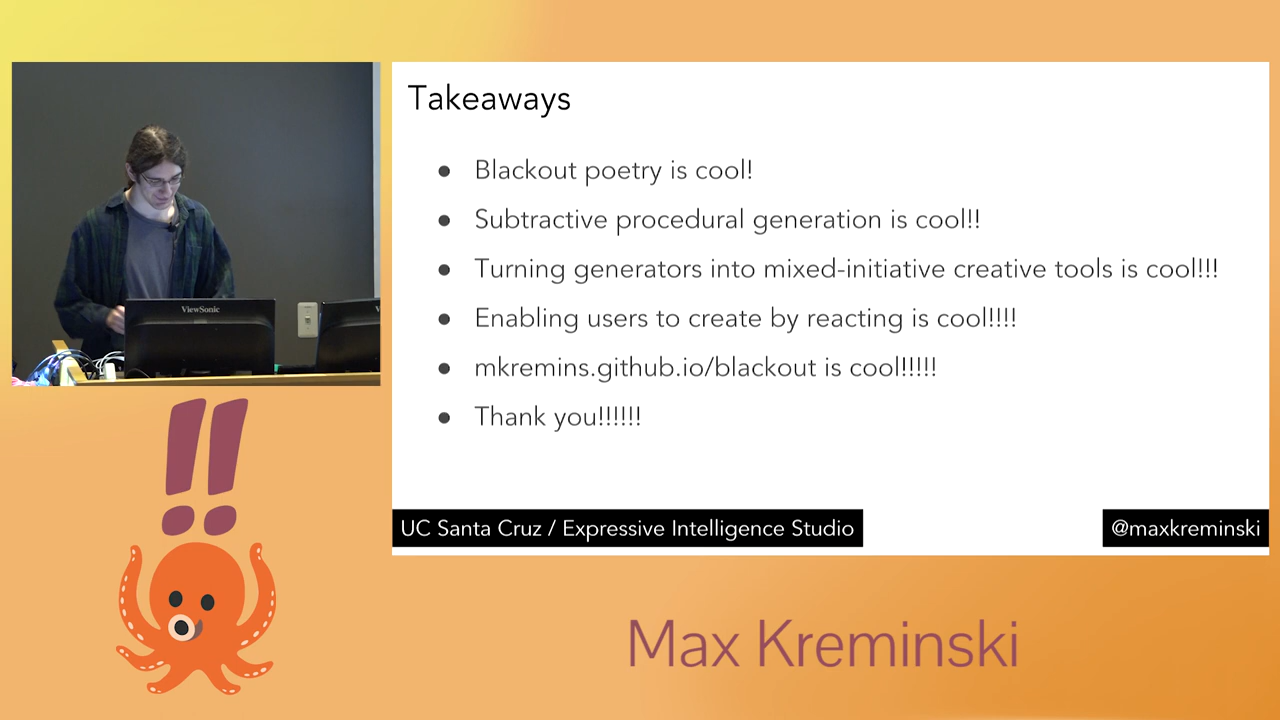 Takeaways
● Blackout poetry is cool!
● Subtractive procedural generation is cool!!
● Turning generators into mixed-initiative creative tools is cool!!!
● Enabling users to create by reacting is cool!!!!
● mkremins.github.io/blackout is cool!!!!!
● Thank you!!!!!!
UC Santa Cruz / Expressive Intelligence Studio
@maxkreminski
ViewSonic
!!
Max Kreminski